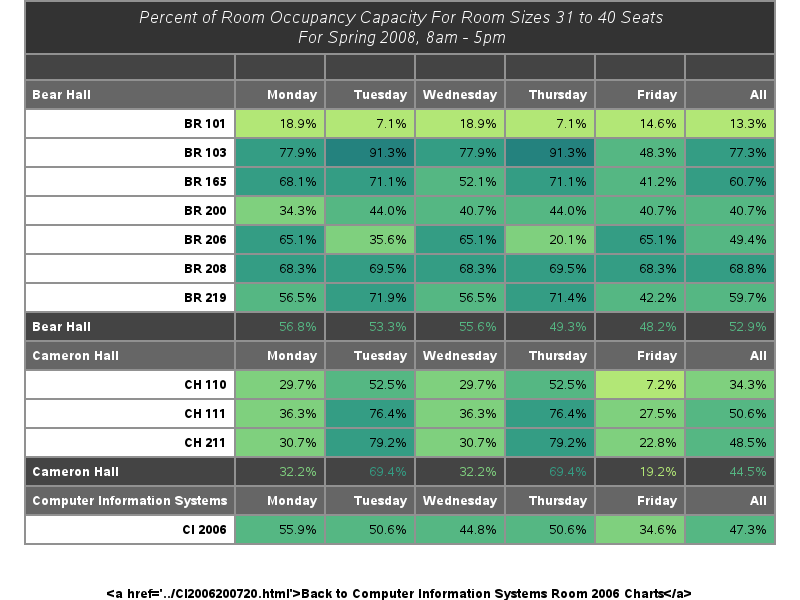 Percent of Room Occupancy Capacity For Room Sizes 31 to 40 Seats
For Spring 2008, 8am - 5pm
Bear Hall Monday Tuesday Wednesday Thursday Friday All
BR 101 18.9% 7.1% 18.9% 7.1% 14.6% 13.3%
BR 103 77.9% 91.3% 77.9% 91.3% 48.3% 77.3%
BR 165 68.1% 71.1% 52.1% 71.1% 41.2% 60.7%
BR 200 34.3% 44.0% 40.7% 44.0% 40.7% 40.7%
BR 206 65.1% 35.6% 65.1% 20.1% 65.1% 49.4%
BR 208 68.3% 69.5% 68.3% 69.5% 68.3% 68.8%
BR 219 56.5% 71.9% 56.5% 71.4% 42.2% 59.7%
Bear Hall 56.8% 53.3% 55.6% 49.3% 48.2% 52.9%
Cameron Hall Monday Tuesday Wednesday Thursday Friday All
CH 110 29.7% 52.5% 29.7% 52.5% 7.2% 34.3%
CH 111 36.3% 76.4% 36.3% 76.4% 27.5% 50.6%
CH 211 30.7% 79.2% 30.7% 79.2% 22.8% 48.5%
Cameron Hall 32.2% 69.4% 32.2% 69.4% 19.2% 44.5%
Computer Information Systems Monday Tuesday Wednesday Thursday Friday All
CI 2006 55.9% 50.6% 44.8% 50.6% 34.6% 47.3%
<a href='../CI2006200720.html'>Back to Computer Information Systems Room 2006 Charts</a>